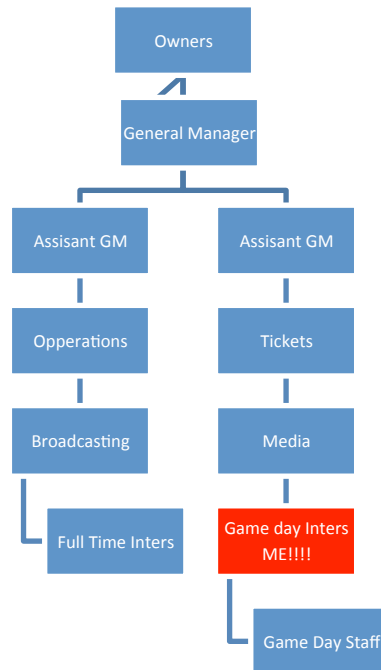 Owners
General Manager
Assisant GM
Assisant GM
Opperations
Tickets
Broadcasting
Media
Full Time Inters
Game day Inters
ME!!!!
Game Day Staff